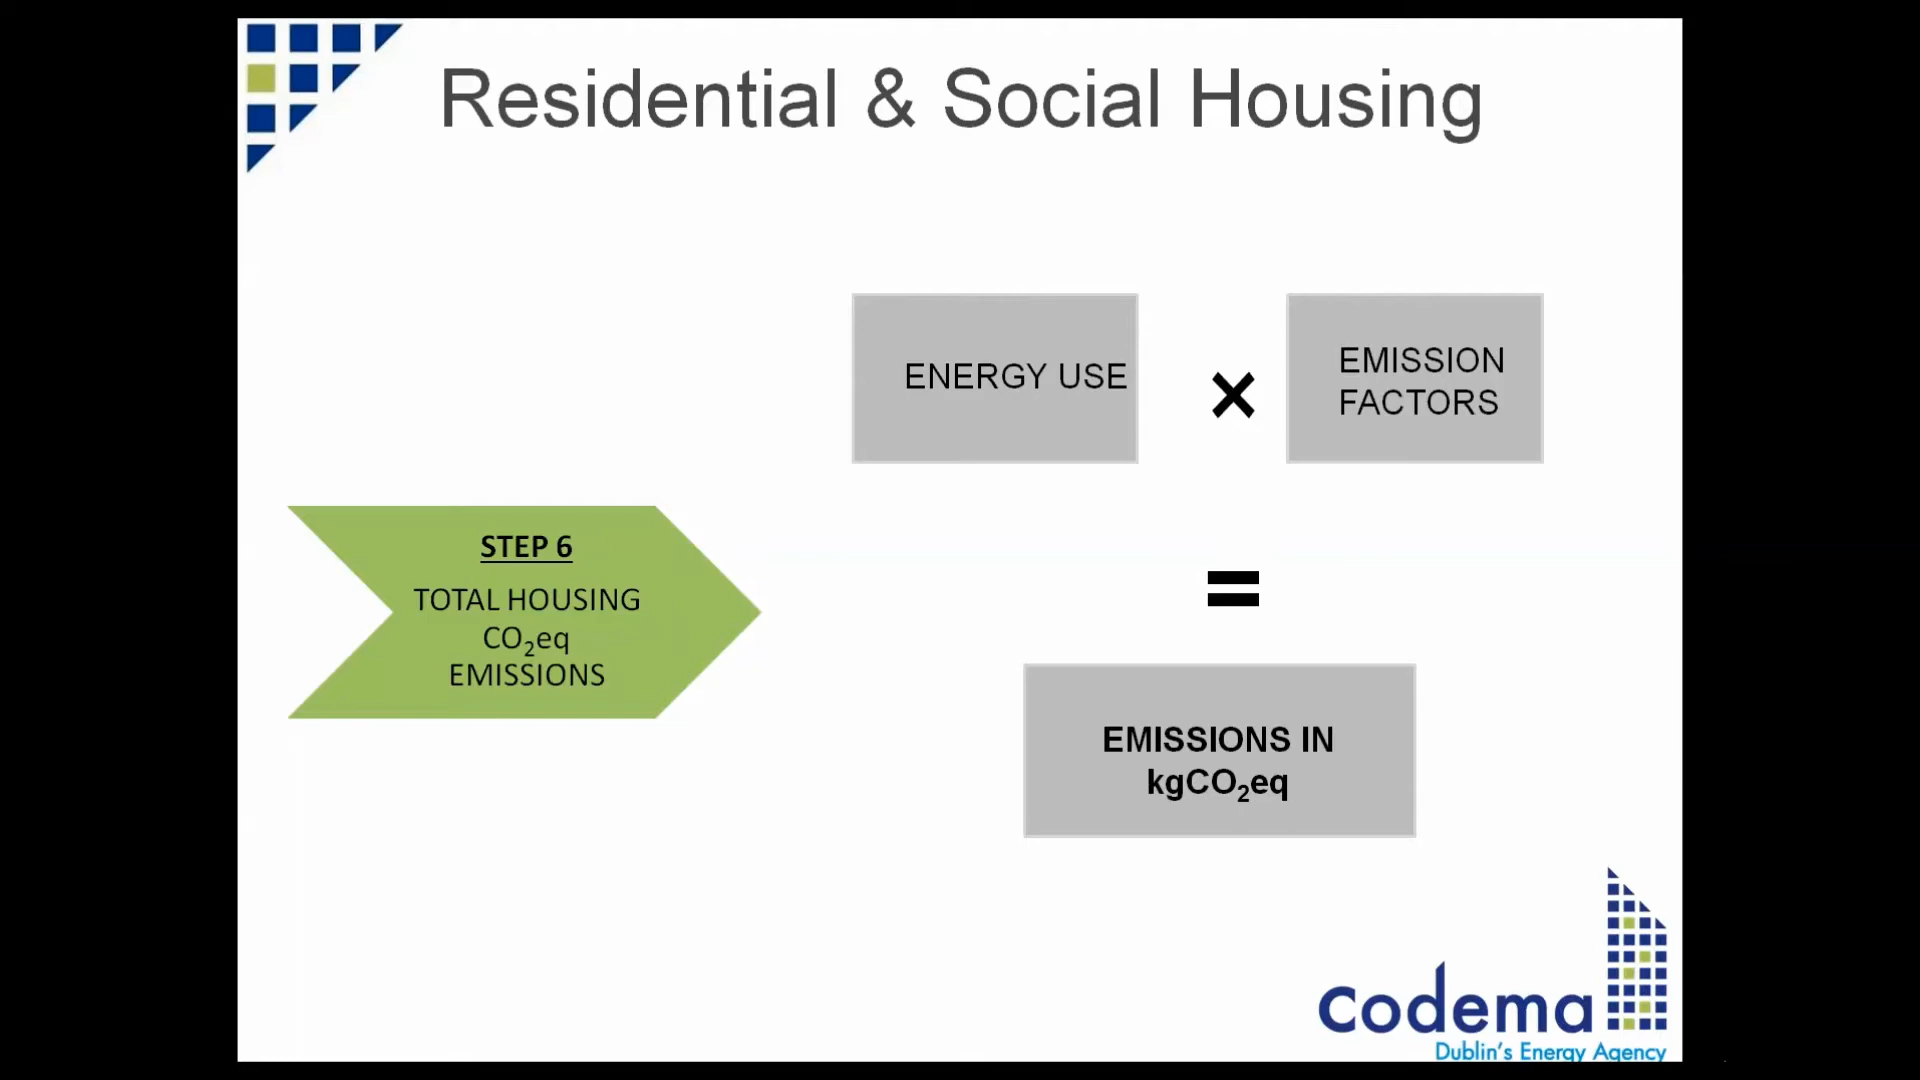 Residential & Social Housing
ENERGY USE
×
EMISSION
FACTORS
=
STEP 6
TOTAL HOUSING
CO₂eq
EMISSIONS
EMISSIONS IN
kgCO₂eq
codema
Dublin's Energy Agency